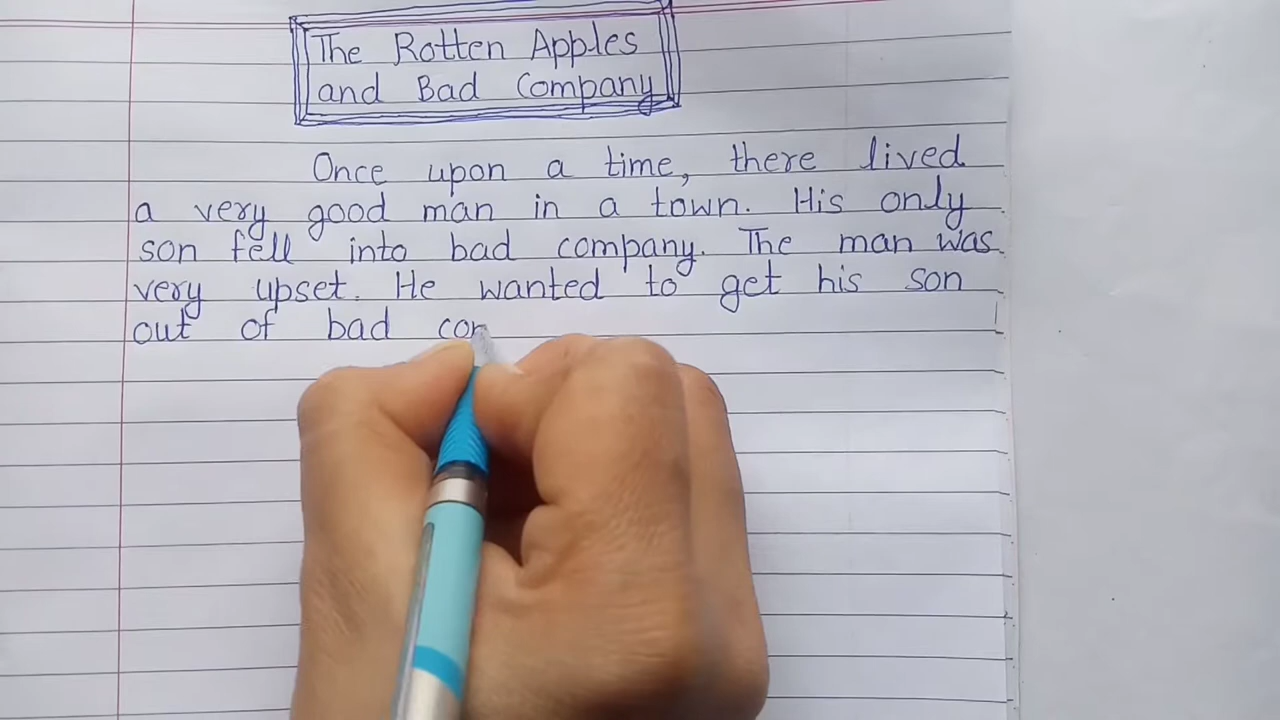 The Rotten Apples
and Bad Company
Once upon a time, there lived
a very good man in a town. His only
son fell into bad company. The man was
very upset. He wanted to get his son
out of bad con